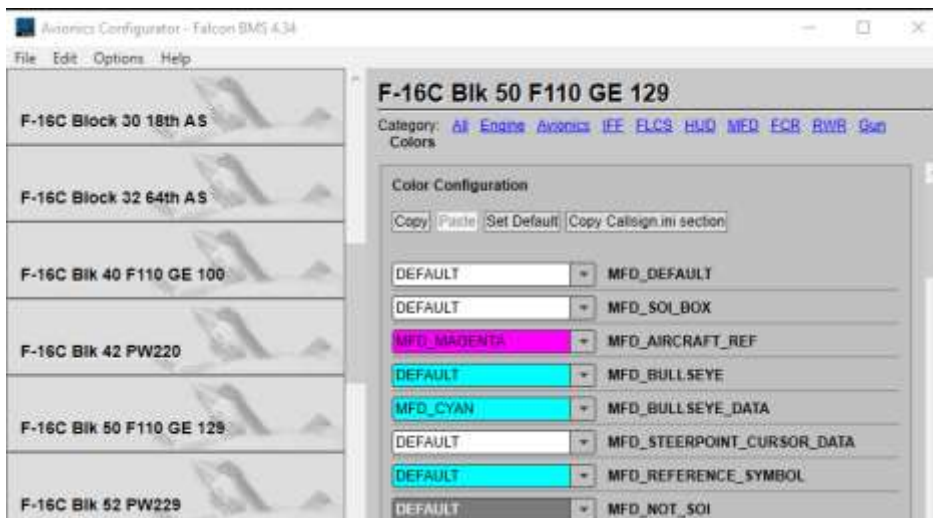 Avionics Configurator - Falcon BMS 4.34
File Edit Options Help
F-16C Block 30 18th AS
F-16C Block 32 64th AS
F-16C Blk 40 F110 GE 100
F-16C Blk 42 PW220
F-16C Blk 50 F110 GE 129
F-16C Blk 52 PW229
F-16C Blk 50 F110 GE 129
Category: All Engine Avionics IFF FLCS HUD MFD FCR RWR Gun
Colors
Color Configuration
Copy Paste Set Default Copy Callsign.ini section
DEFAULT MFD_DEFAULT
DEFAULT MFD_SOI_BOX
MFD_MAGENTA MFD_AIRCRAFT_REF
DEFAULT MFD_BULLSEYE
MFD_CYAN MFD_BULLSEYE_DATA
DEFAULT MFD_STEERPOINT_CURSOR_DATA
DEFAULT MFD_REFERENCE_SYMBOL
DEFAULT MFD_NOT_SOI